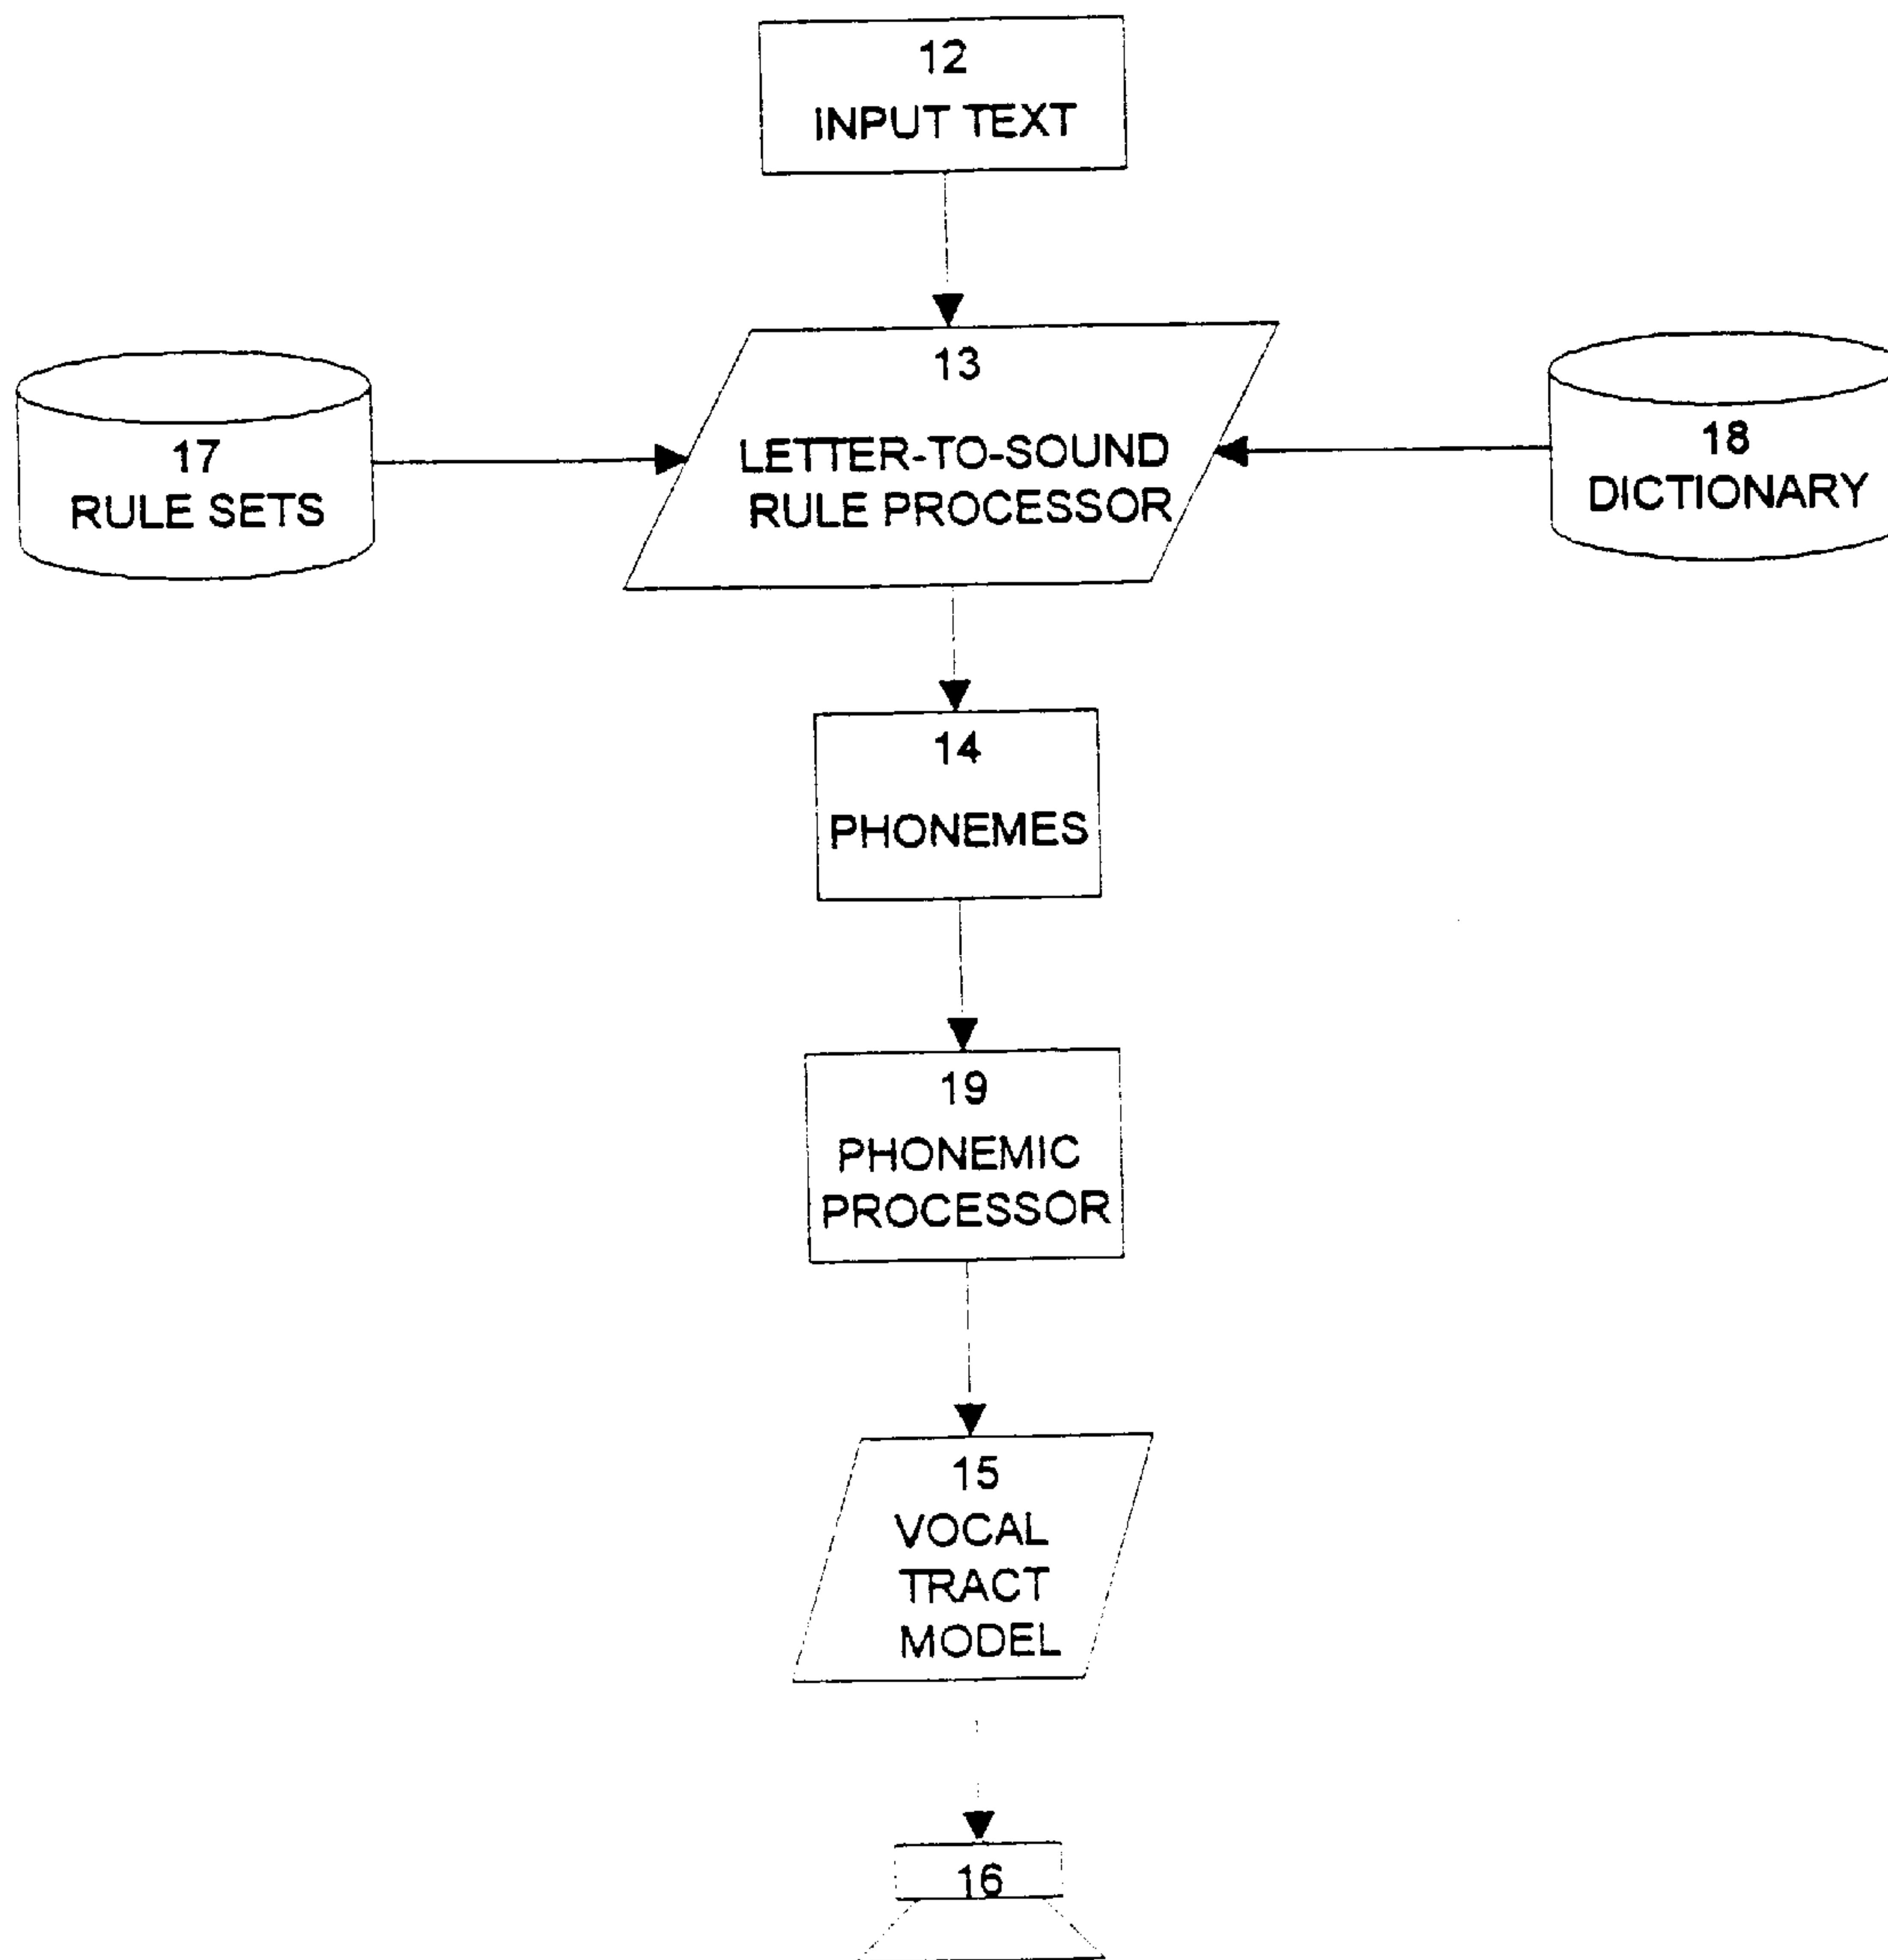 12
INPUT TEXT
17
RULE SETS
13
LETTER-TO-SOUND
RULE PROCESSOR
18
DICTIONARY
14
PHONEMES
19
PHONEMIC
PROCESSOR
15
VOCAL
TRACT
MODEL
16